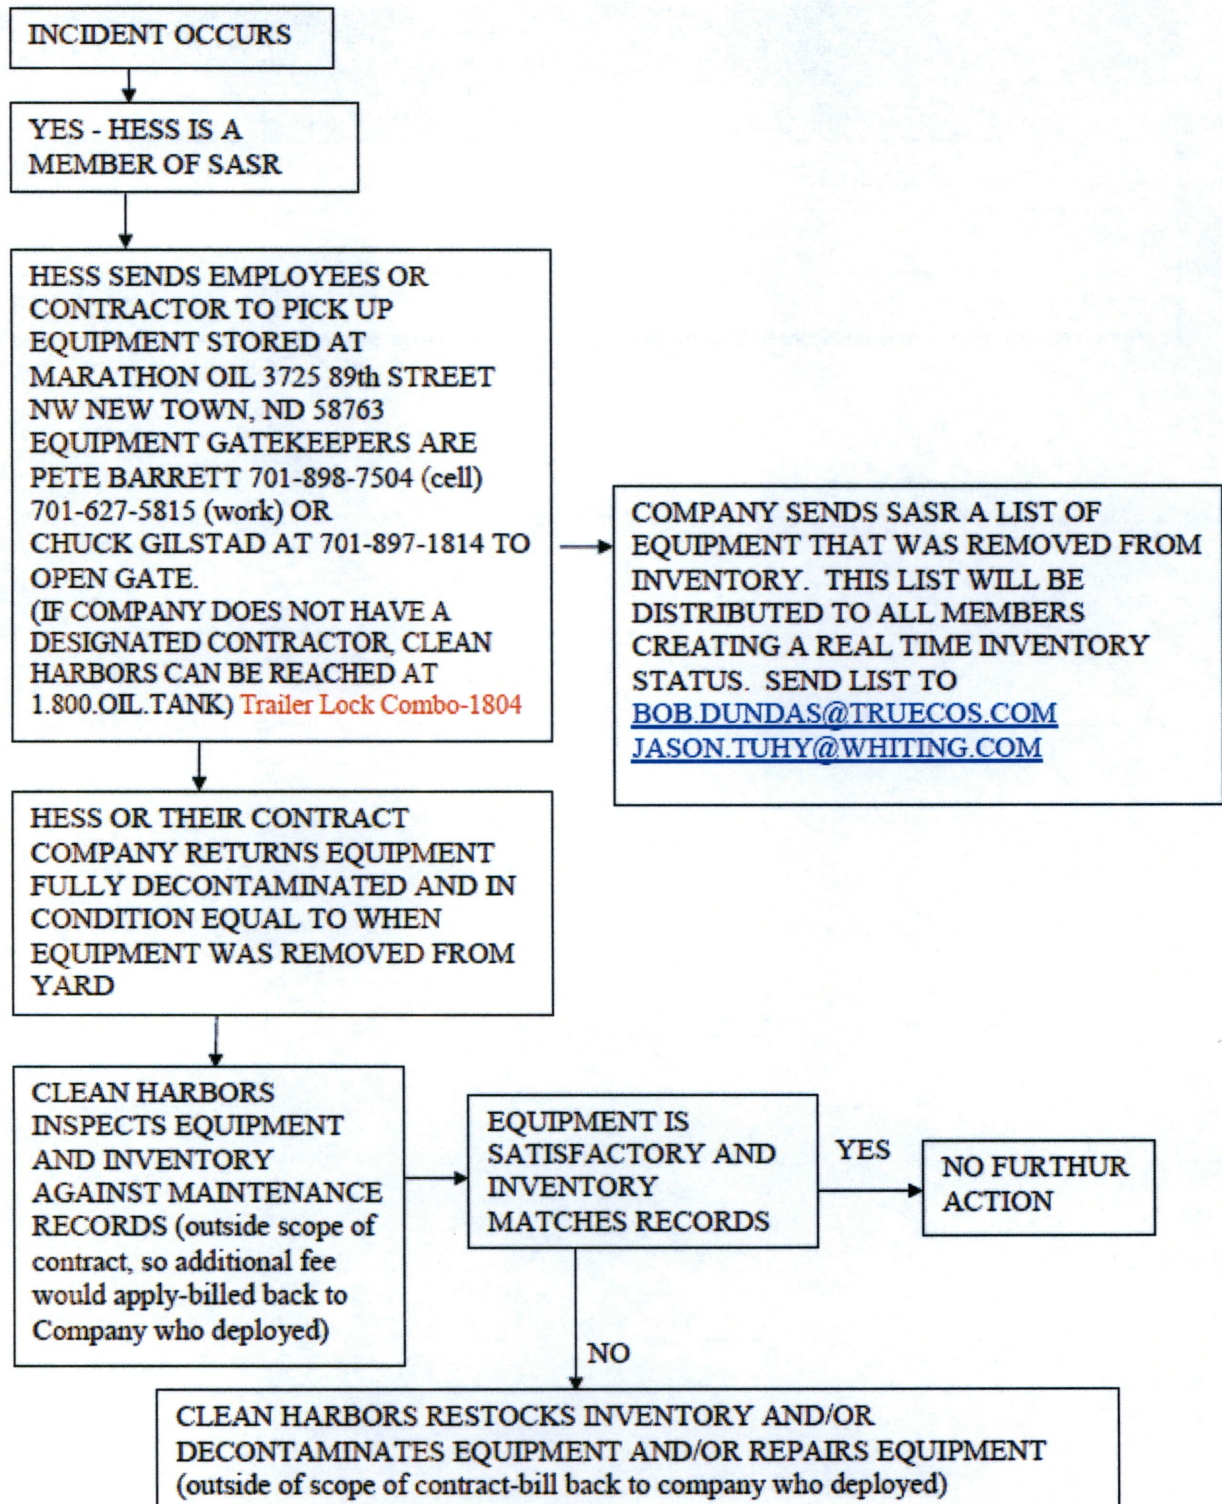 INCIDENT OCCURS
YES - HESS IS A
MEMBER OF SASR
HESS SENDS EMPLOYEES OR
CONTRACTOR TO PICK UP
EQUIPMENT STORED AT
MARATHON OIL 3725 89th STREET
NW NEW TOWN, ND 58763
EQUIPMENT GATEKEEPERS ARE
PETE BARRETT 701-898-7504 (cell)
701-627-5815 (work) OR
CHUCK GILSTAD AT 701-897-1814 TO
OPEN GATE.
(IF COMPANY DOES NOT HAVE A
DESIGNATED CONTRACTOR, CLEAN
HARBORS CAN BE REACHED AT
1.800.OIL.TANK) Trailer Lock Combo-1804
COMPANY SENDS SASR A LIST OF
EQUIPMENT THAT WAS REMOVED FROM
INVENTORY. THIS LIST WILL BE
DISTRIBUTED TO ALL MEMBERS
CREATING A REAL TIME INVENTORY
STATUS. SEND LIST TO
BOB.DUNDAS@TRUECOS.COM
JASON.TUHY@WHITING.COM
HESS OR THEIR CONTRACT
COMPANY RETURNS EQUIPMENT
FULLY DECONTAMINATED AND IN
CONDITION EQUAL TO WHEN
EQUIPMENT WAS REMOVED FROM
YARD
CLEAN HARBORS
INSPECTS EQUIPMENT
AND INVENTORY
AGAINST MAINTENANCE
RECORDS (outside scope of
contract, so additional fee
would apply-billed back to
Company who deployed)
EQUIPMENT IS
SATISFACTORY AND
INVENTORY
MATCHES RECORDS
YES
NO FURTHUR
ACTION
NO
CLEAN HARBORS RESTOCKS INVENTORY AND/OR
DECONTAMINATES EQUIPMENT AND/OR REPAIRS EQUIPMENT
(outside of scope of contract-bill back to company who deployed)